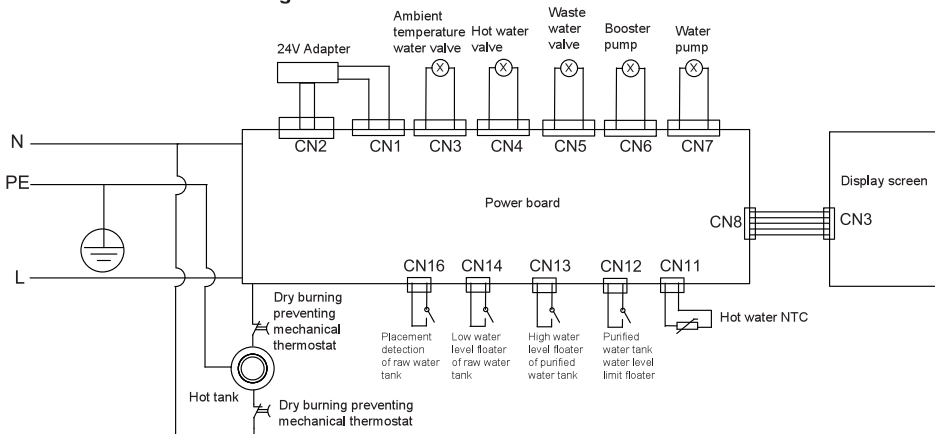 24V Adapter
Ambient
temperature
water valve
Hot water
valve
Waste
water
valve
Booster
pump
Water
pump
CN2
CN1
CN3
CN4
CN5
CN6
CN7
N
PE
L
Power board
CN8
CN3
Display screen
CN16
CN14
CN13
CN12
CN11
Dry burning
preventing
mechanical
thermostat
Placement
detection
of raw water
tank
Low water
level floater
of raw water
tank
High water
level floater
of purified
water tank
Purified
water tank
water level
limit floater
Hot water NTC
Hot tank
Dry burning preventing
mechanical thermostat